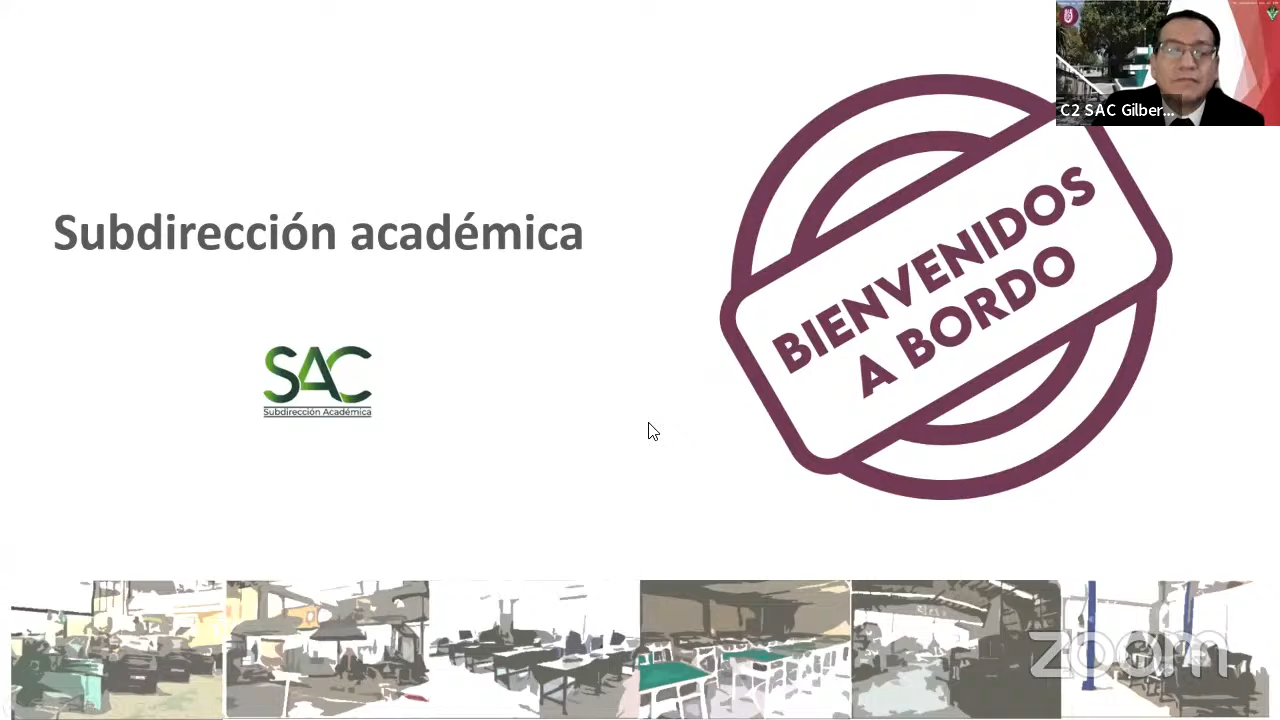 C2 SAC Gilber...
Subdirección académica
BIENVENIDOS
A BORDO
SAC
Subdirección Académica
zoom